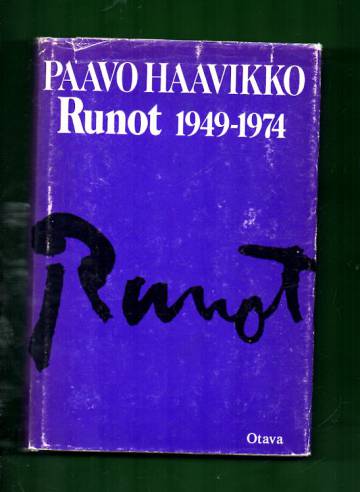 PAAVO HAAVIKKO
Runot 1949-1974
Runot
Otava